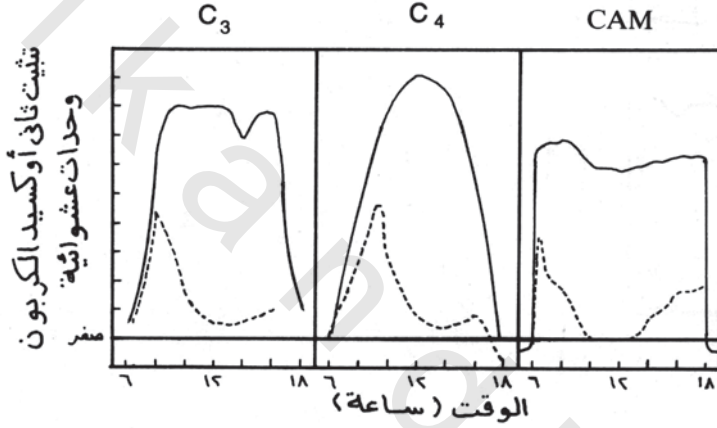 C3 C4 CAM
تثبيت ثانى أوكسيد الكربون
وحدات عشوائية
صفر
٦ ١٢ ١٨ ٦ ١٢ ١٨ ٦ ١٢ ١٨
الوقت (ساعة)